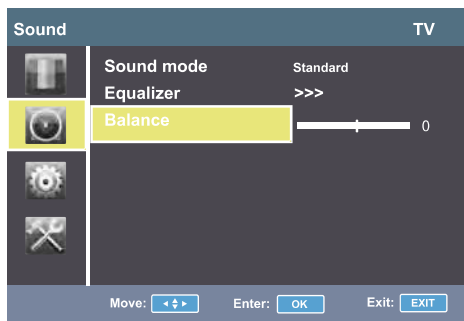 Sound TV
Sound mode Standard
Equalizer >>>
Balance 0
Move: Enter: OK Exit: EXIT